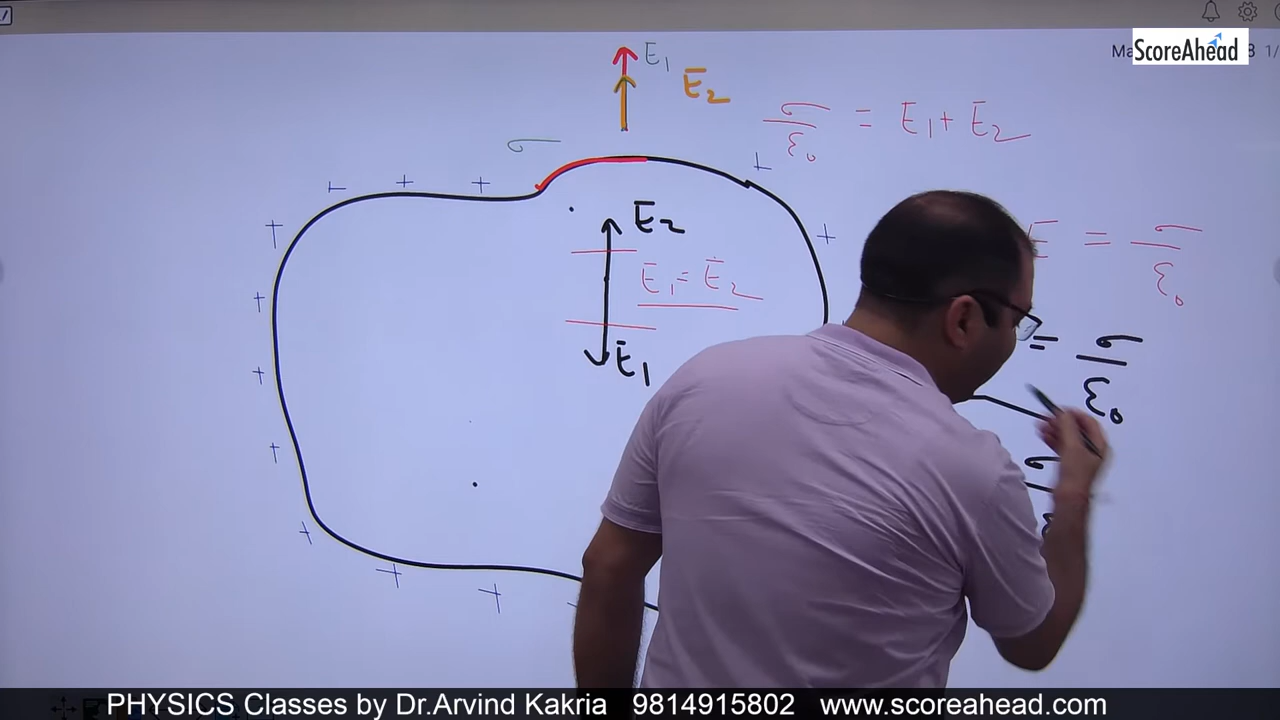 E₁
E₂
σ/ε₀ = E₁ + E₂
σ
E₂
E₁ = E₂
E₁
E = σ/ε₀
= σ/ε₀
σ
ScoreAhead
PHYSICS Classes by Dr.Arvind Kakria 9814915802 www.scoreahead.com